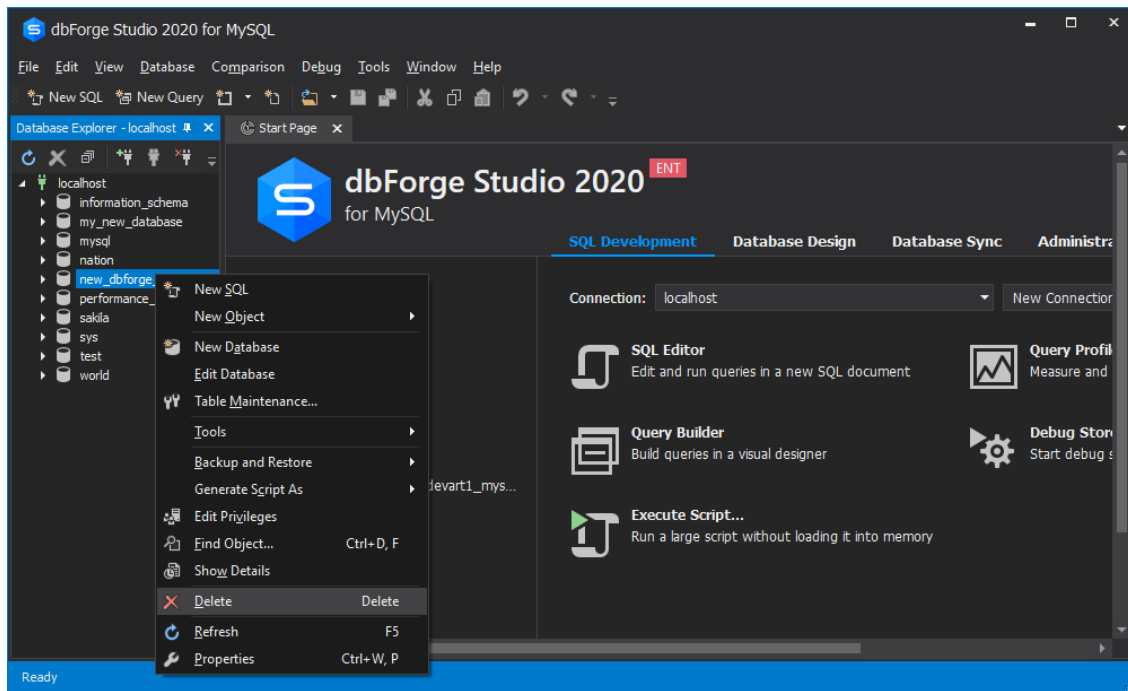 dbForge Studio 2020 for MySQL
File Edit View Database Comparison Debug Tools Window Help
New SQL New Query
Database Explorer - localhost
Start Page
localhost
information_schema
my_new_database
mysql
nation
new_dbforge_
performance_
sakila
sys
test
world
dbForge Studio 2020 ENT
for MySQL
SQL Development Database Design Database Sync
Connection: localhost New Connection
SQL Editor
Edit and run queries in a new SQL document
Query
Measure and
Query Builder
Build queries in a visual designer
Debug
Start debug
Execute Script...
Run a large script without loading it into memory
New SQL
New Object
New Database
Edit Database
Table Maintenance...
Tools
Backup and Restore
Generate Script As
Edit Privileges
Find Object... Ctrl+D, F
Show Details
Delete Delete
Refresh F5
Properties Ctrl+W, P
devart1_mys...
Ready